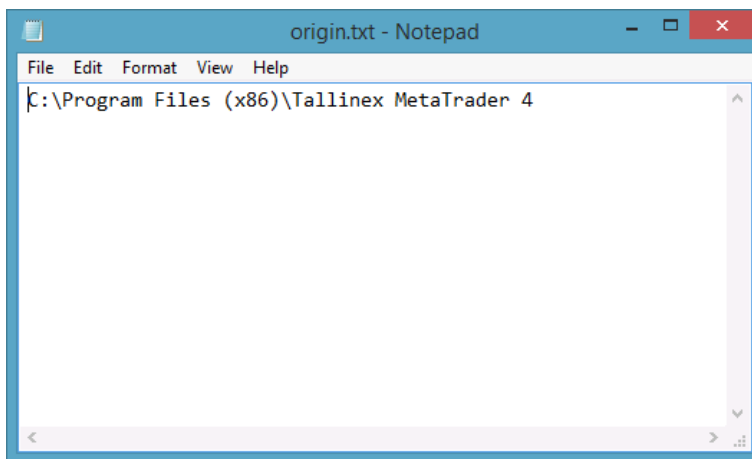 origin.txt - Notepad
File Edit Format View Help
C:\Program Files (x86)\Tallinex MetaTrader 4